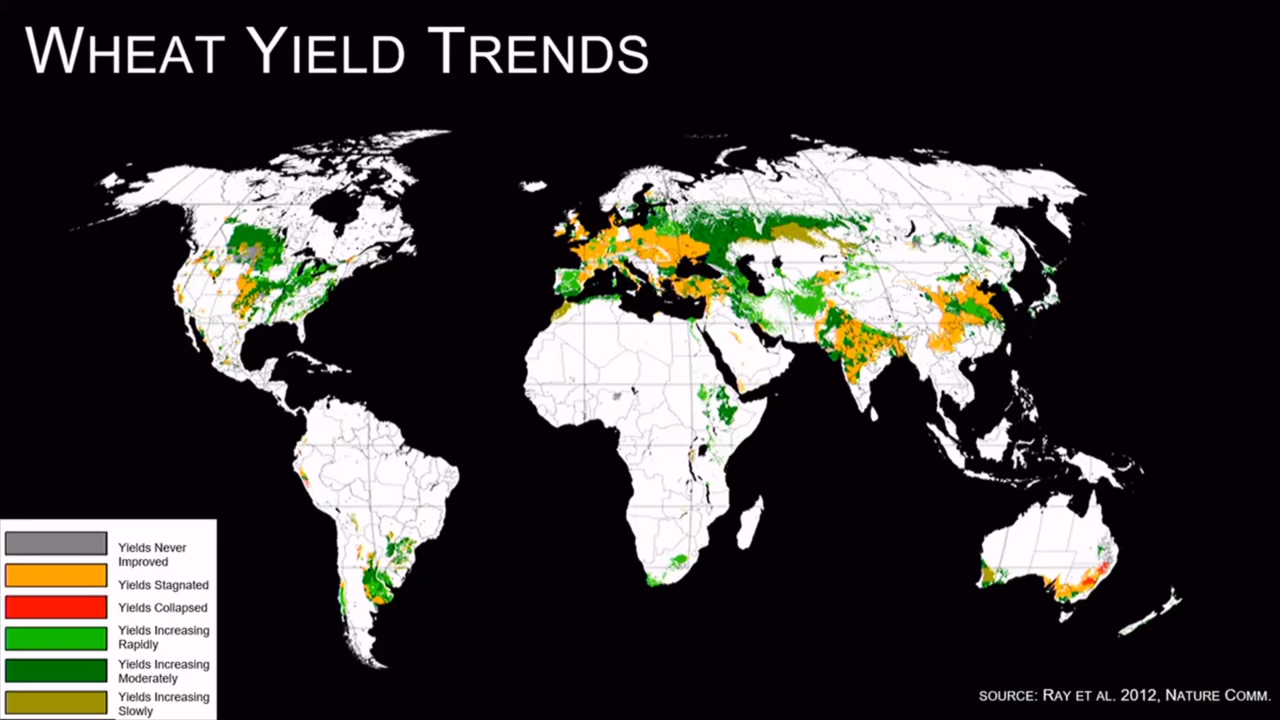 WHEAT YIELD TRENDS
Yields Never
Improved
Yields Stagnated
Yields Collapsed
Yields Increasing
Rapidly
Yields Increasing
Moderately
Yields Increasing
Slowly
SOURCE: RAY ET AL. 2012, NATURE COMM.